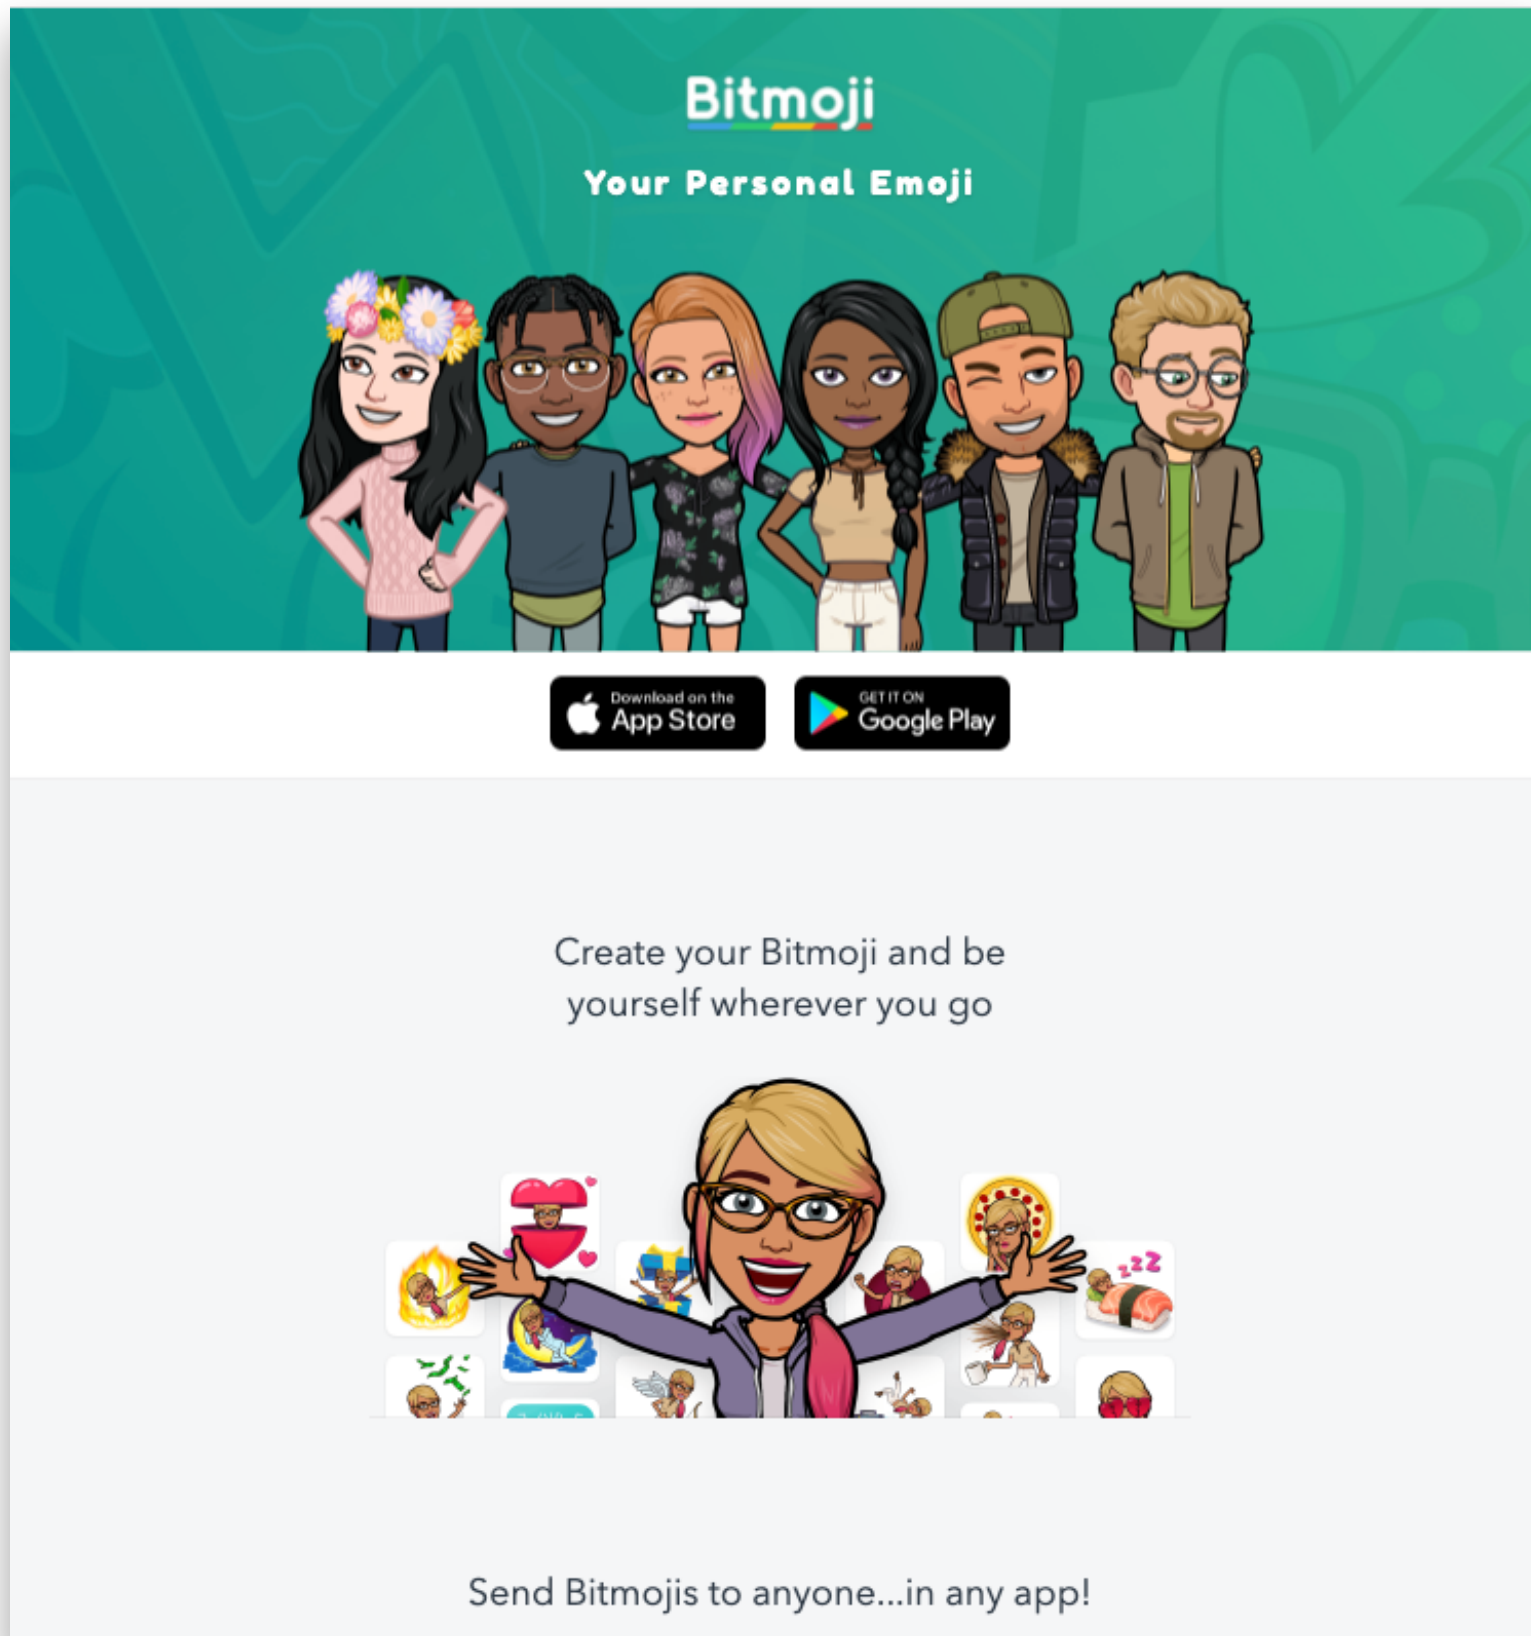 Bitmoji
Your Personal Emoji
Download on the
App Store
GET IT ON
Google Play
Create your Bitmoji and be
yourself wherever you go
zzz
Send Bitmojis to anyone...in any app!